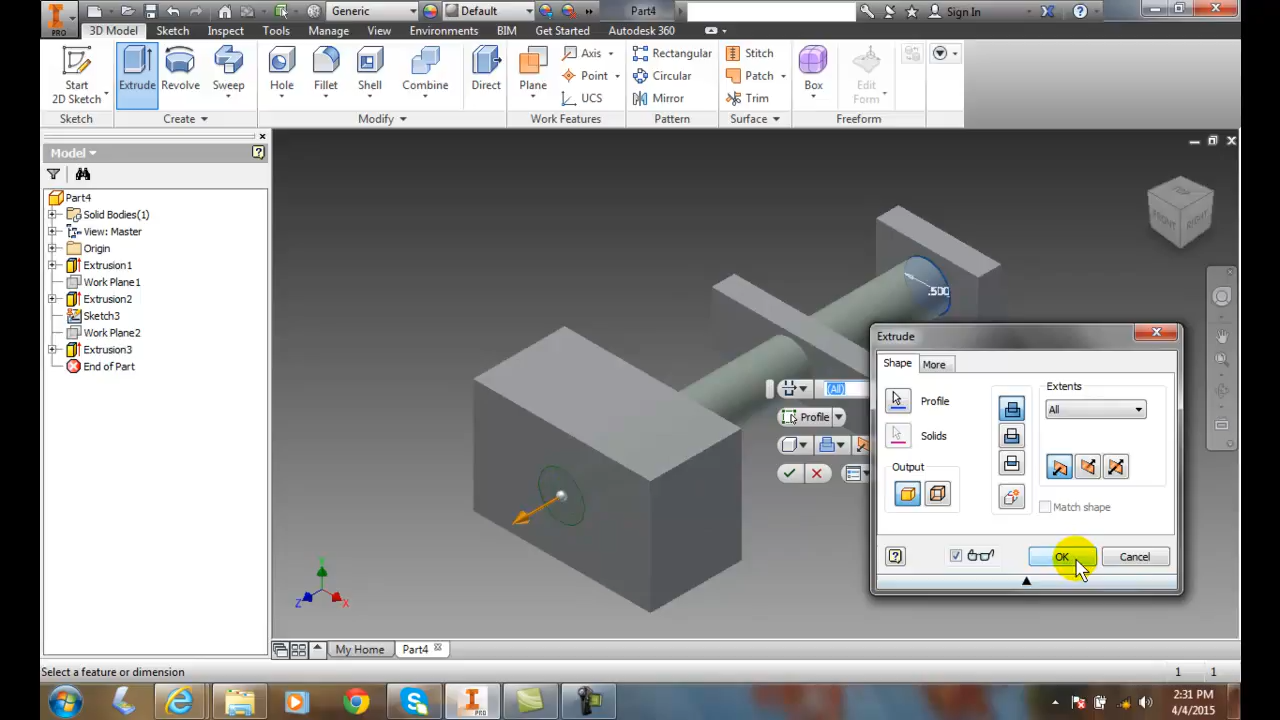 PRO
Generic
Default
Part4
Sign In
3D Model
Sketch
Inspect
Tools
Manage
View
Environments
BIM
Get Started
Autodesk 360
Start
2D Sketch
Extrude
Revolve
Sweep
Hole
Fillet
Shell
Combine
Direct
Plane
Axis
Point
UCS
Rectangular
Circular
Mirror
Stitch
Patch
Trim
Box
Edit
Form
Sketch
Create
Modify
Work Features
Pattern
Surface
Freeform
Model
Part4
Solid Bodies(1)
View: Master
Origin
Extrusion1
Work Plane1
Extrusion2
Sketch3
Work Plane2
Extrusion3
End of Part
FRONT
RIGHT
.500
(All)
Profile
Extrude
Shape
More
Profile
Solids
Output
Extents
All
Match shape
OK
Cancel
Y
Z
X
My Home
Part4
Select a feature or dimension
1
1
PRO
2:31 PM
4/4/2015